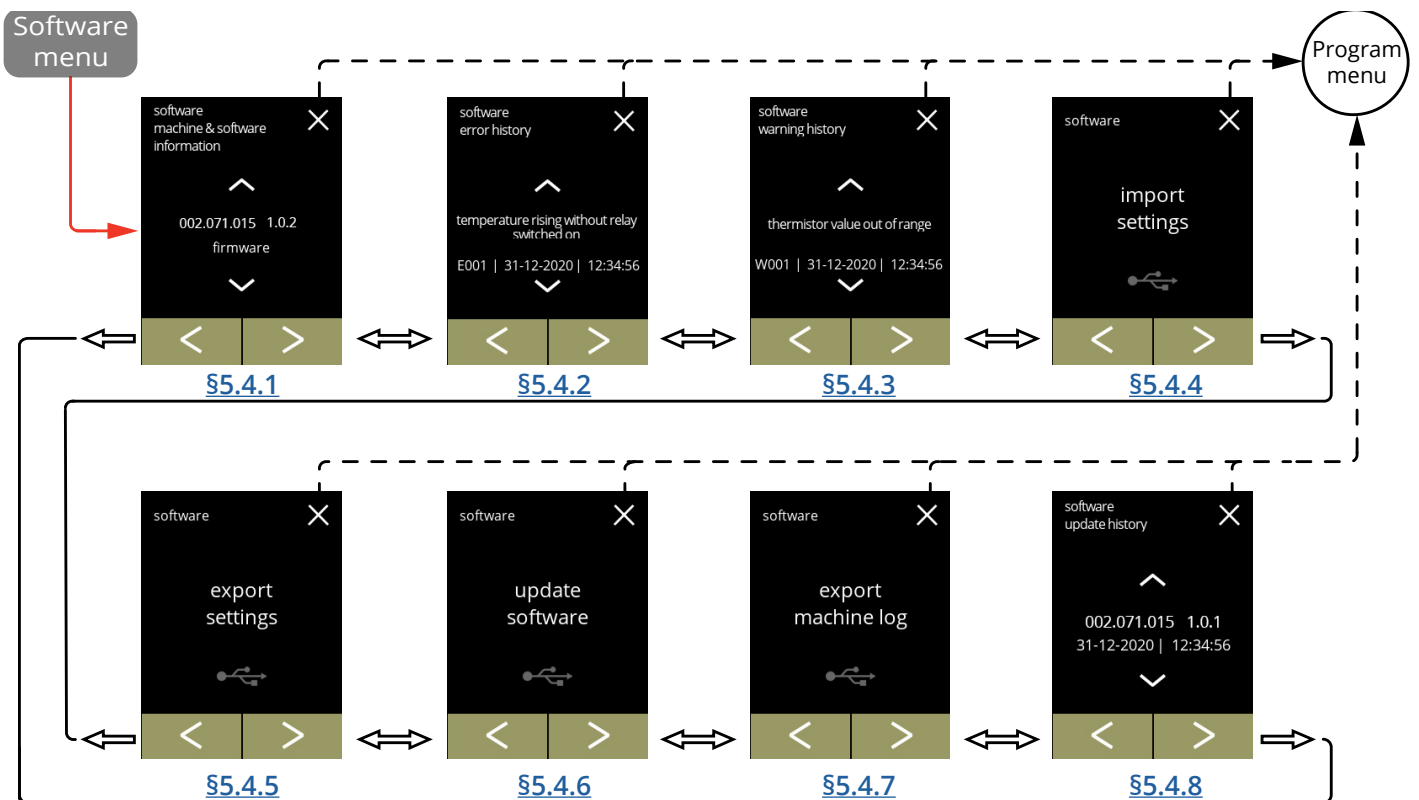 Software
menu
Program
menu
software
machine & software
information
002.071.015 1.0.2
firmware
§5.4.1
software
error history
temperature rising without relay
switched on
E001 | 31-12-2020 | 12:34:56
§5.4.2
software
warning history
thermistor value out of range
W001 | 31-12-2020 | 12:34:56
§5.4.3
software
import
settings
§5.4.4
software
export
settings
§5.4.5
software
update
software
§5.4.6
software
export
machine log
§5.4.7
software
update history
002.071.015 1.0.1
31-12-2020 | 12:34:56
§5.4.8